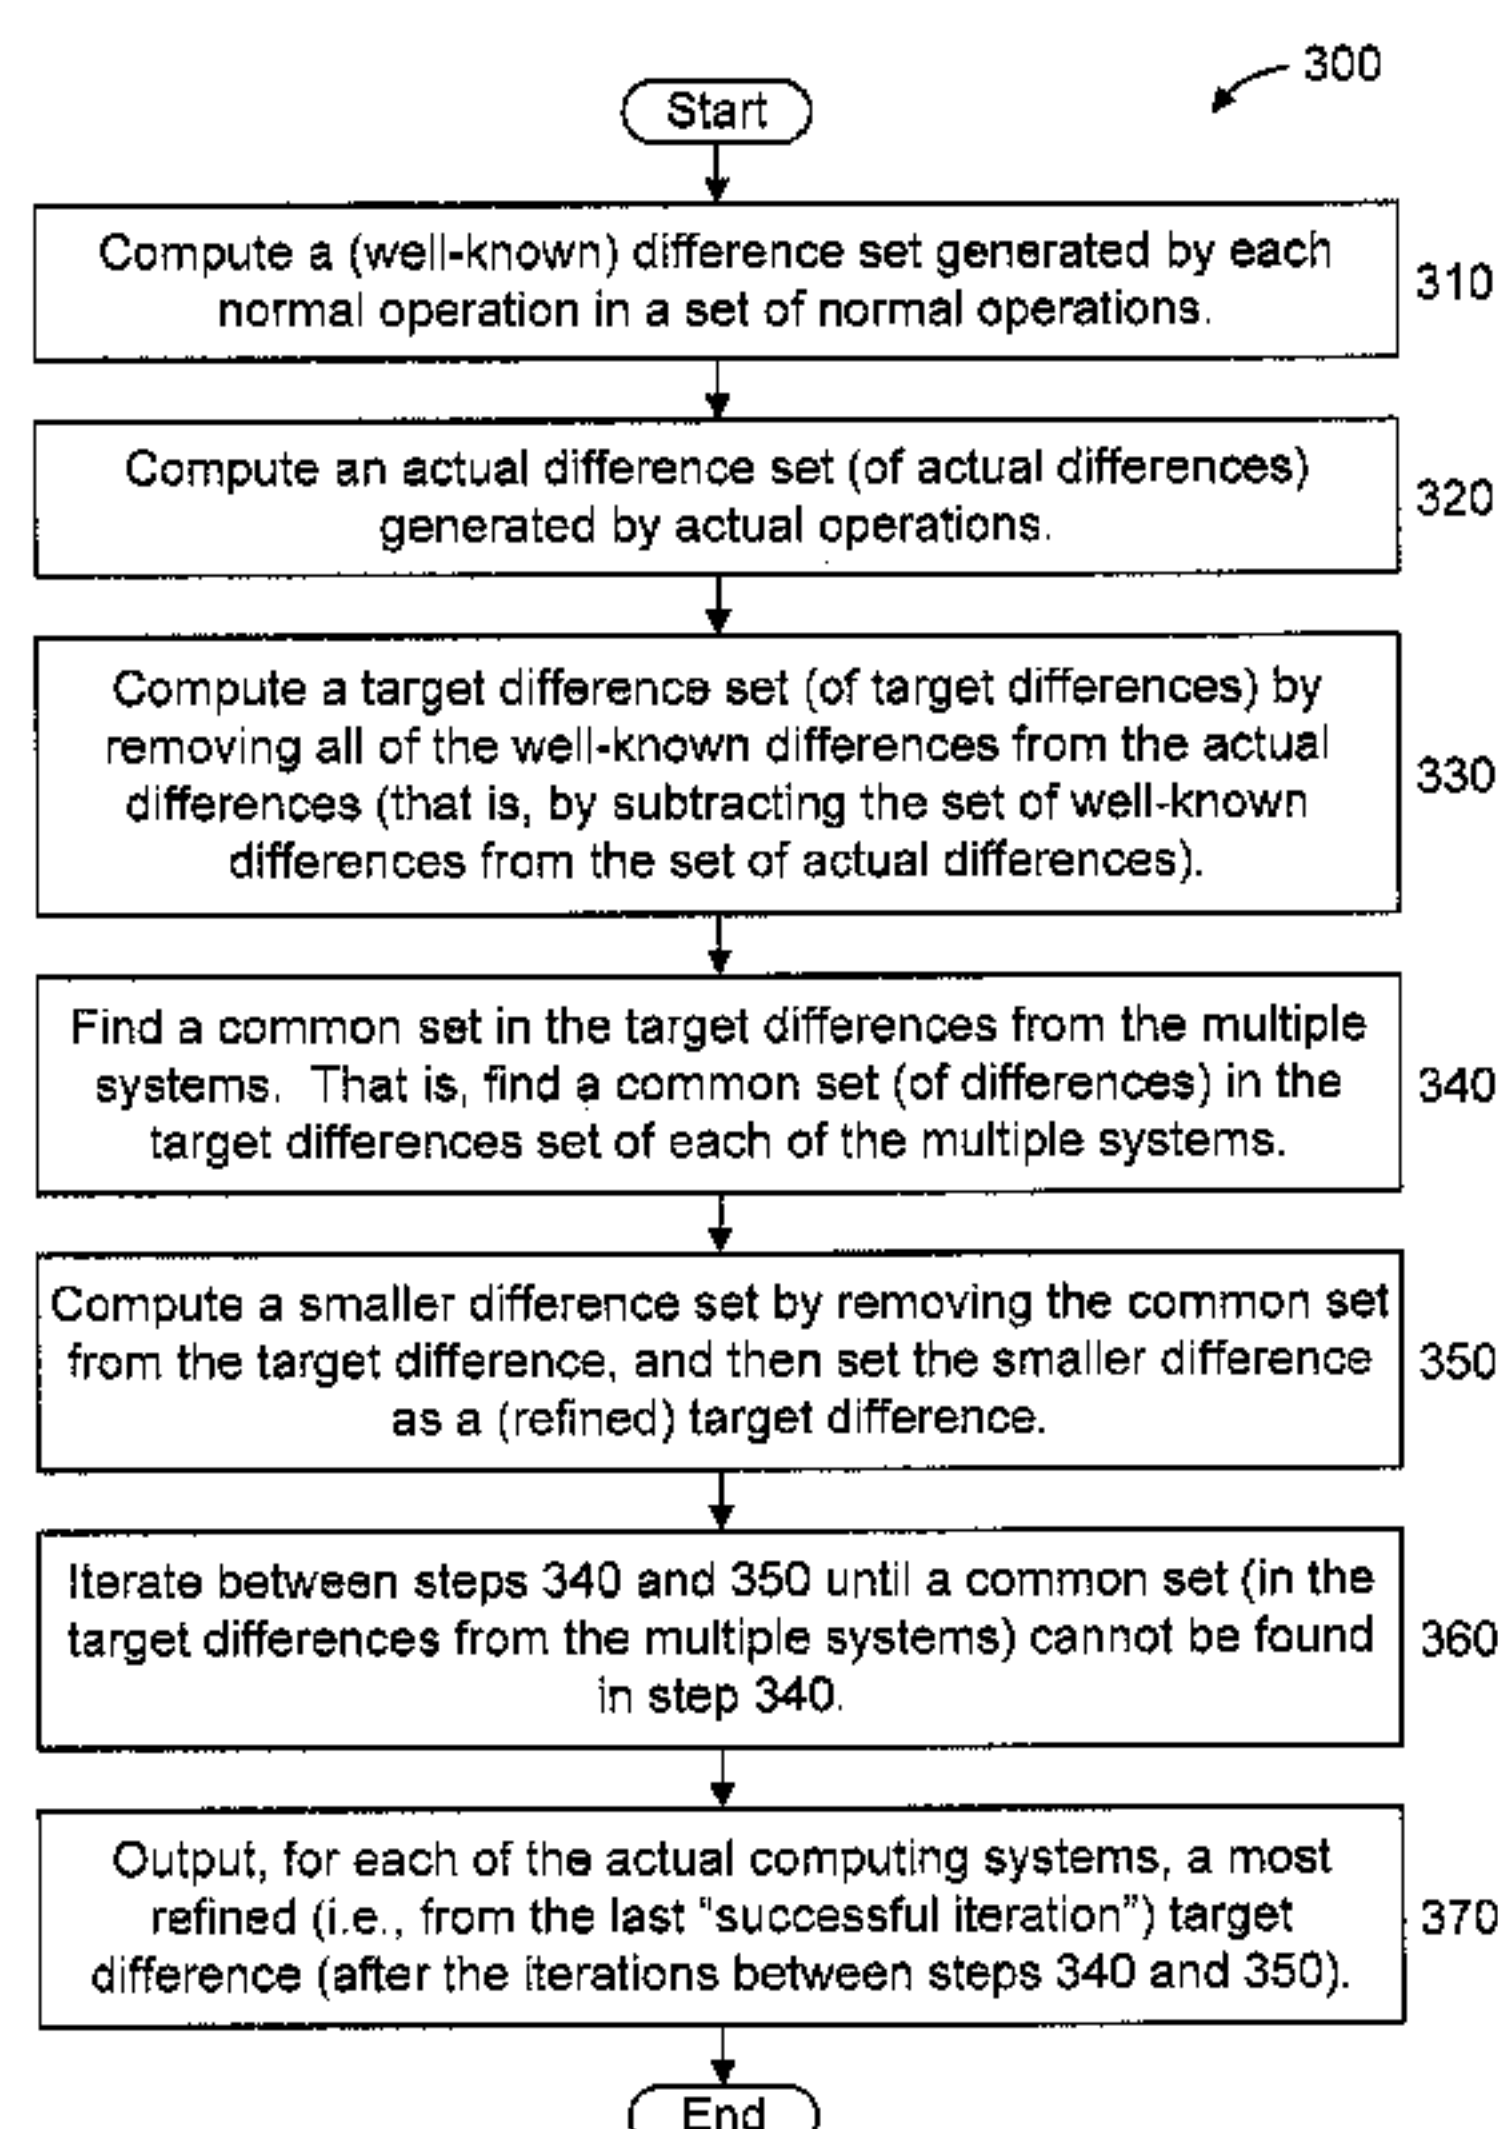 300
Start
Compute a (well-known) difference set generated by each
normal operation in a set of normal operations.
310
Compute an actual difference set (of actual differences)
generated by actual operations.
320
Compute a target difference set (of target differences) by
removing all of the well-known differences from the actual
differences (that is, by subtracting the set of well-known
differences from the set of actual differences).
330
Find a common set in the target differences from the multiple
systems. That is, find a common set (of differences) in the
target differences set of each of the multiple systems.
340
Compute a smaller difference set by removing the common set
from the target difference, and then set the smaller difference
as a (refined) target difference.
350
Iterate between steps 340 and 350 until a common set (in the
target differences from the multiple systems) cannot be found
in step 340.
360
Output, for each of the actual computing systems, a most
refined (i.e., from the last "successful iteration") target
difference (after the iterations between steps 340 and 350).
370
End